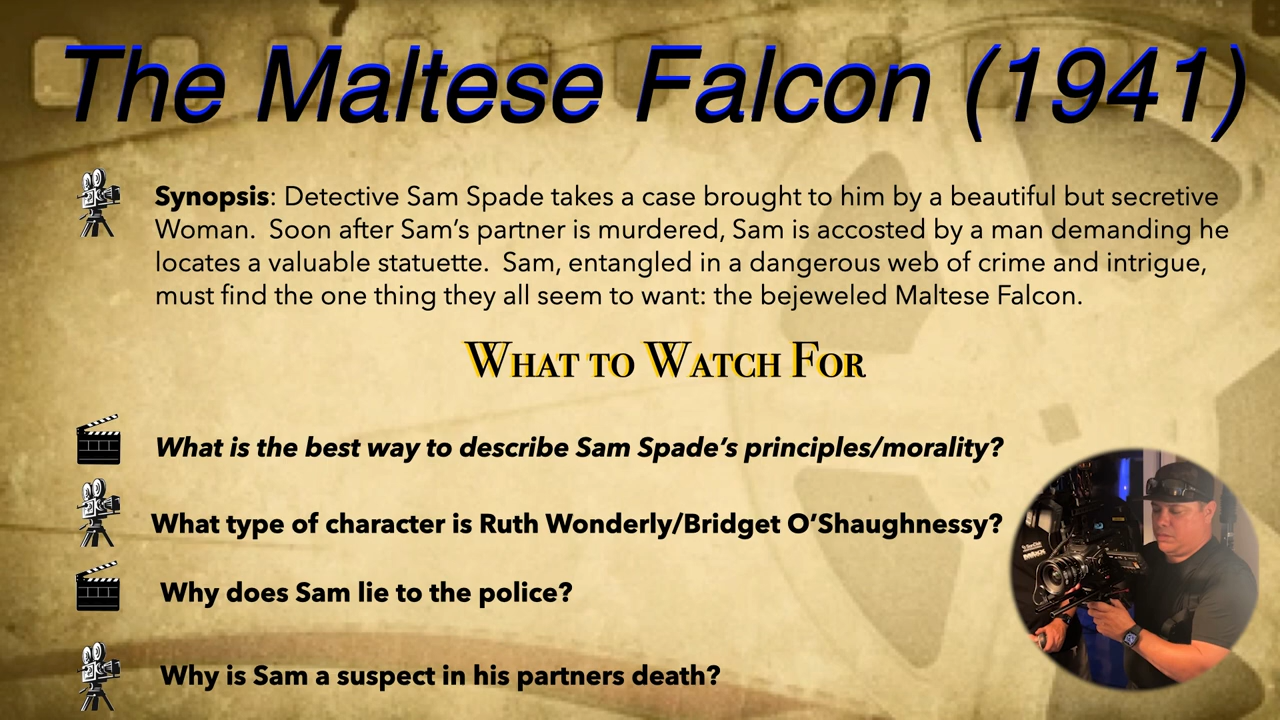 The Maltese Falcon (1941)
Synopsis: Detective Sam Spade takes a case brought to him by a beautiful but secretive
Woman.  Soon after Sam's partner is murdered, Sam is accosted by a man demanding he
locates a valuable statuette.  Sam, entangled in a dangerous web of crime and intrigue,
must find the one thing they all seem to want: the bejeweled Maltese Falcon.
What to Watch For
What is the best way to describe Sam Spade's principles/morality?
What type of character is Ruth Wonderly/Bridget O'Shaughnessy?
Why does Sam lie to the police?
Why is Sam a suspect in his partners death?